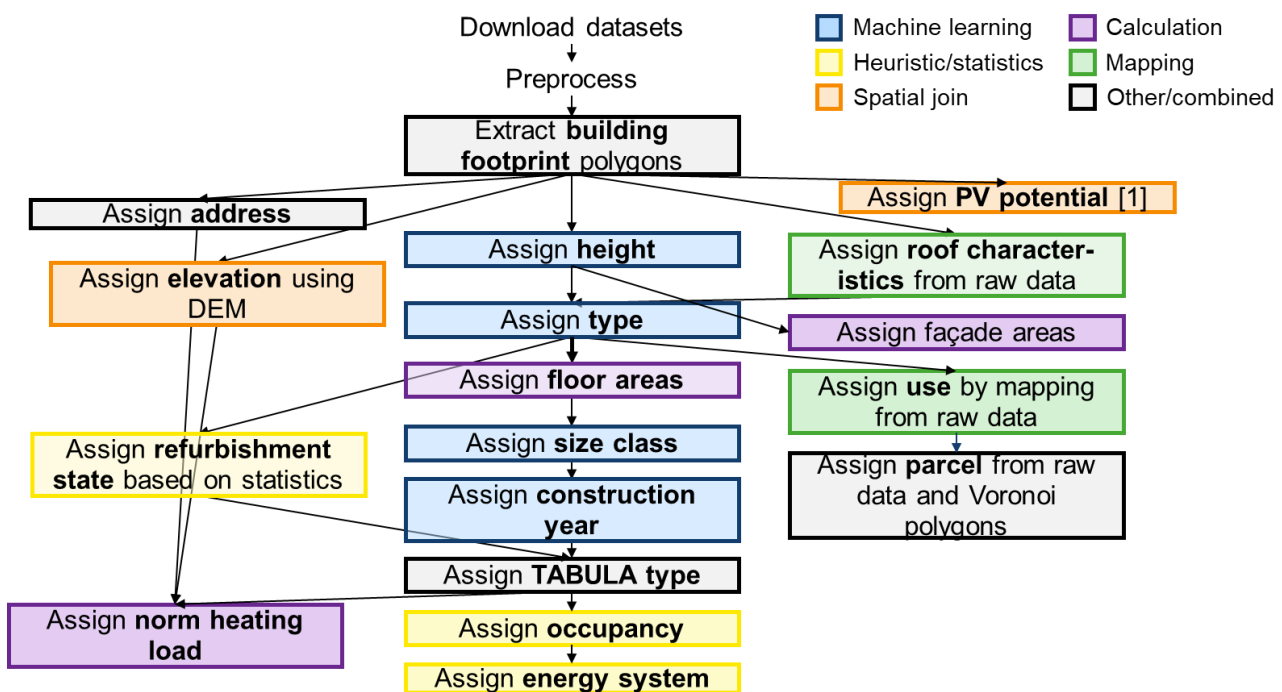 Download datasets
Preprocess
Machine learning
Calculation
Heuristic/statistics
Mapping
Spatial join
Other/combined
Extract building
footprint polygons
Assign PV potential [1]
Assign address
Assign height
Assign roof character-
istics from raw data
Assign elevation using
DEM
Assign type
Assign façade areas
Assign floor areas
Assign use by mapping
from raw data
Assign refurbishment
state based on statistics
Assign size class
Assign parcel from raw
data and Voronoi
polygons
Assign construction
year
Assign TABULA type
Assign norm heating
load
Assign occupancy
Assign energy system